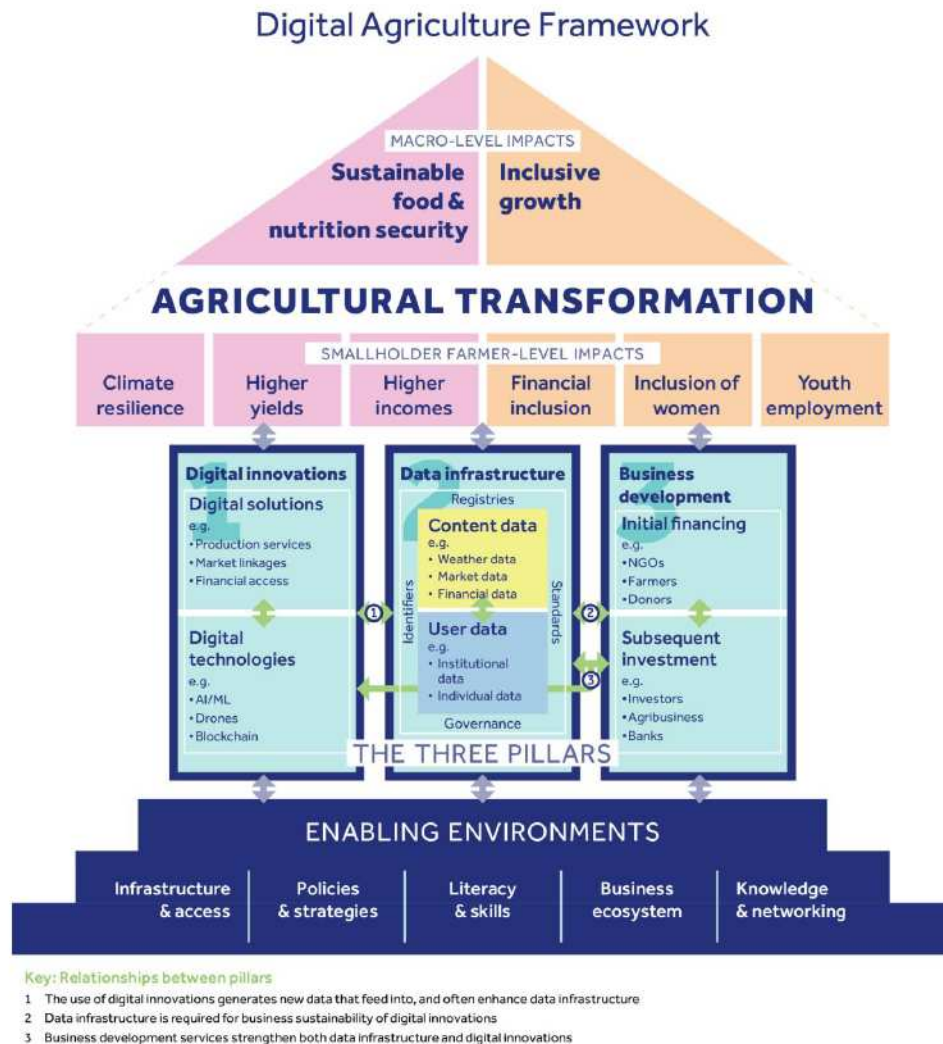 Digital Agriculture Framework
MACRO-LEVEL IMPACTS
Sustainable
food &
nutrition security
Inclusive
growth
AGRICULTURAL TRANSFORMATION
SMALLHOLDER FARMER-LEVEL IMPACTS
Climate
resilience
Higher
yields
Higher
incomes
Financial
inclusion
Inclusion of
women
Youth
employment
1
Digital innovations
Digital solutions
e.g.
•Production services
•Market linkages
•Financial access
Digital
technologies
e.g.
•AI/ML
•Drones
•Blockchain
1
2
Data infrastructure
Registries
Identifiers
Content data
e.g.
• Weather data
• Market data
• Financial data
User data
e.g.
• Institutional
data
• Individual data
Standards
Governance
2
3
3
Business
development
Initial financing
e.g.
•NGOs
•Farmers
•Donors
Subsequent
investment
e.g.
•Investors
•Agribusiness
•Banks
THE THREE PILLARS
ENABLING ENVIRONMENTS
Infrastructure
& access
Policies
& strategies
Literacy
& skills
Business
ecosystem
Knowledge
& networking
Key: Relationships between pillars
1 The use of digital innovations generates new data that feed into, and often enhance data infrastructure
2 Data infrastructure is required for business sustainability of digital innovations
3 Business development services strengthen both data infrastructure and digital innovations